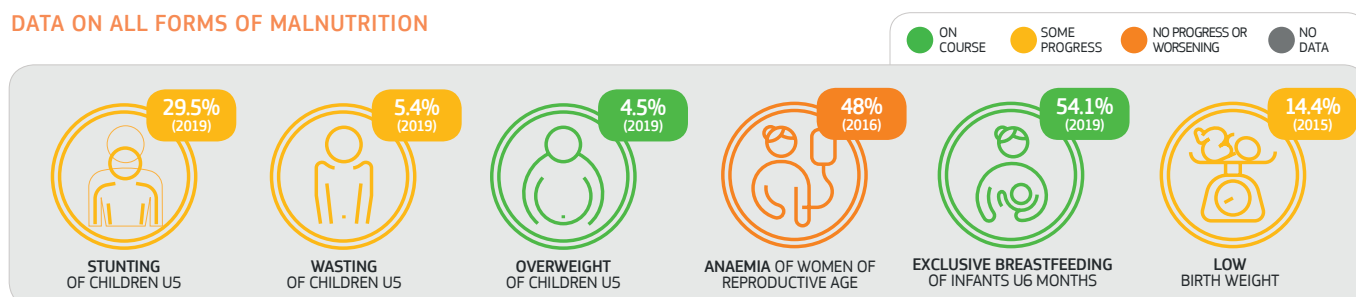 DATA ON ALL FORMS OF MALNUTRITION
ON
COURSE
SOME
PROGRESS
NO PROGRESS OR
WORSENING
NO
DATA
29.5%
(2019)
5.4%
(2019)
4.5%
(2019)
48%
(2016)
54.1%
(2019)
14.4%
(2015)
STUNTING
OF CHILDREN U5
WASTING
OF CHILDREN U5
OVERWEIGHT
OF CHILDREN U5
ANAEMIA OF WOMEN OF
REPRODUCTIVE AGE
EXCLUSIVE BREASTFEEDING
OF INFANTS U6 MONTHS
LOW
BIRTH WEIGHT